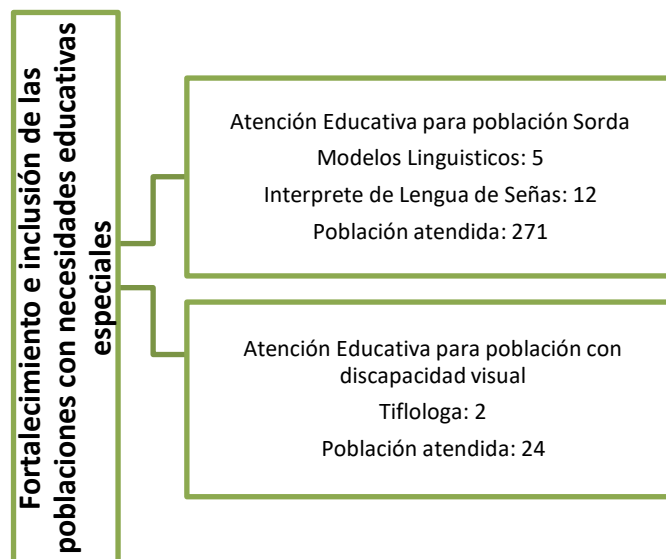 Fortalecimiento e inclusión de las
poblaciones con necesidades educativas
especiales
Atención Educativa para población Sorda
Modelos Linguisticos: 5
Interprete de Lengua de Señas: 12
Población atendida: 271
Atención Educativa para población con
discapacidad visual
Tiflologa: 2
Población atendida: 24